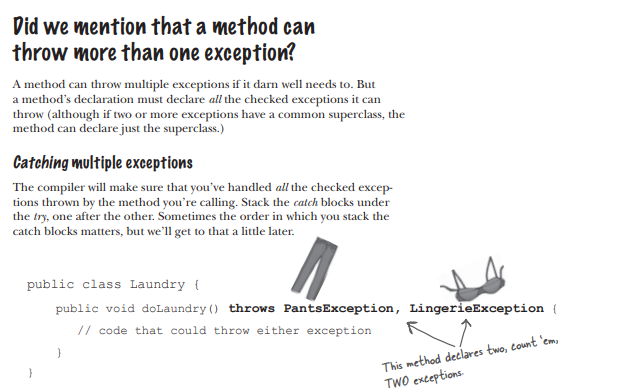 Did we mention that a method can
throw more than one exception?
A method can throw multiple exceptions if it darn well needs to. But
a method's declaration must declare all the checked exceptions it can
throw (although if two or more exceptions have a common superclass, the
method can declare just the superclass.)
Catching multiple exceptions
The compiler will make sure that you've handled all the checked excep-
tions thrown by the method you're calling. Stack the catch blocks under
the try, one after the other. Sometimes the order in which you stack the
catch blocks matters, but we'll get to that a little later.
public class Laundry {
public void doLaundry() throws PantsException, LingerieException {
// code that could throw either exception
}
}
This method declares two, count 'em,
TWO exceptions.